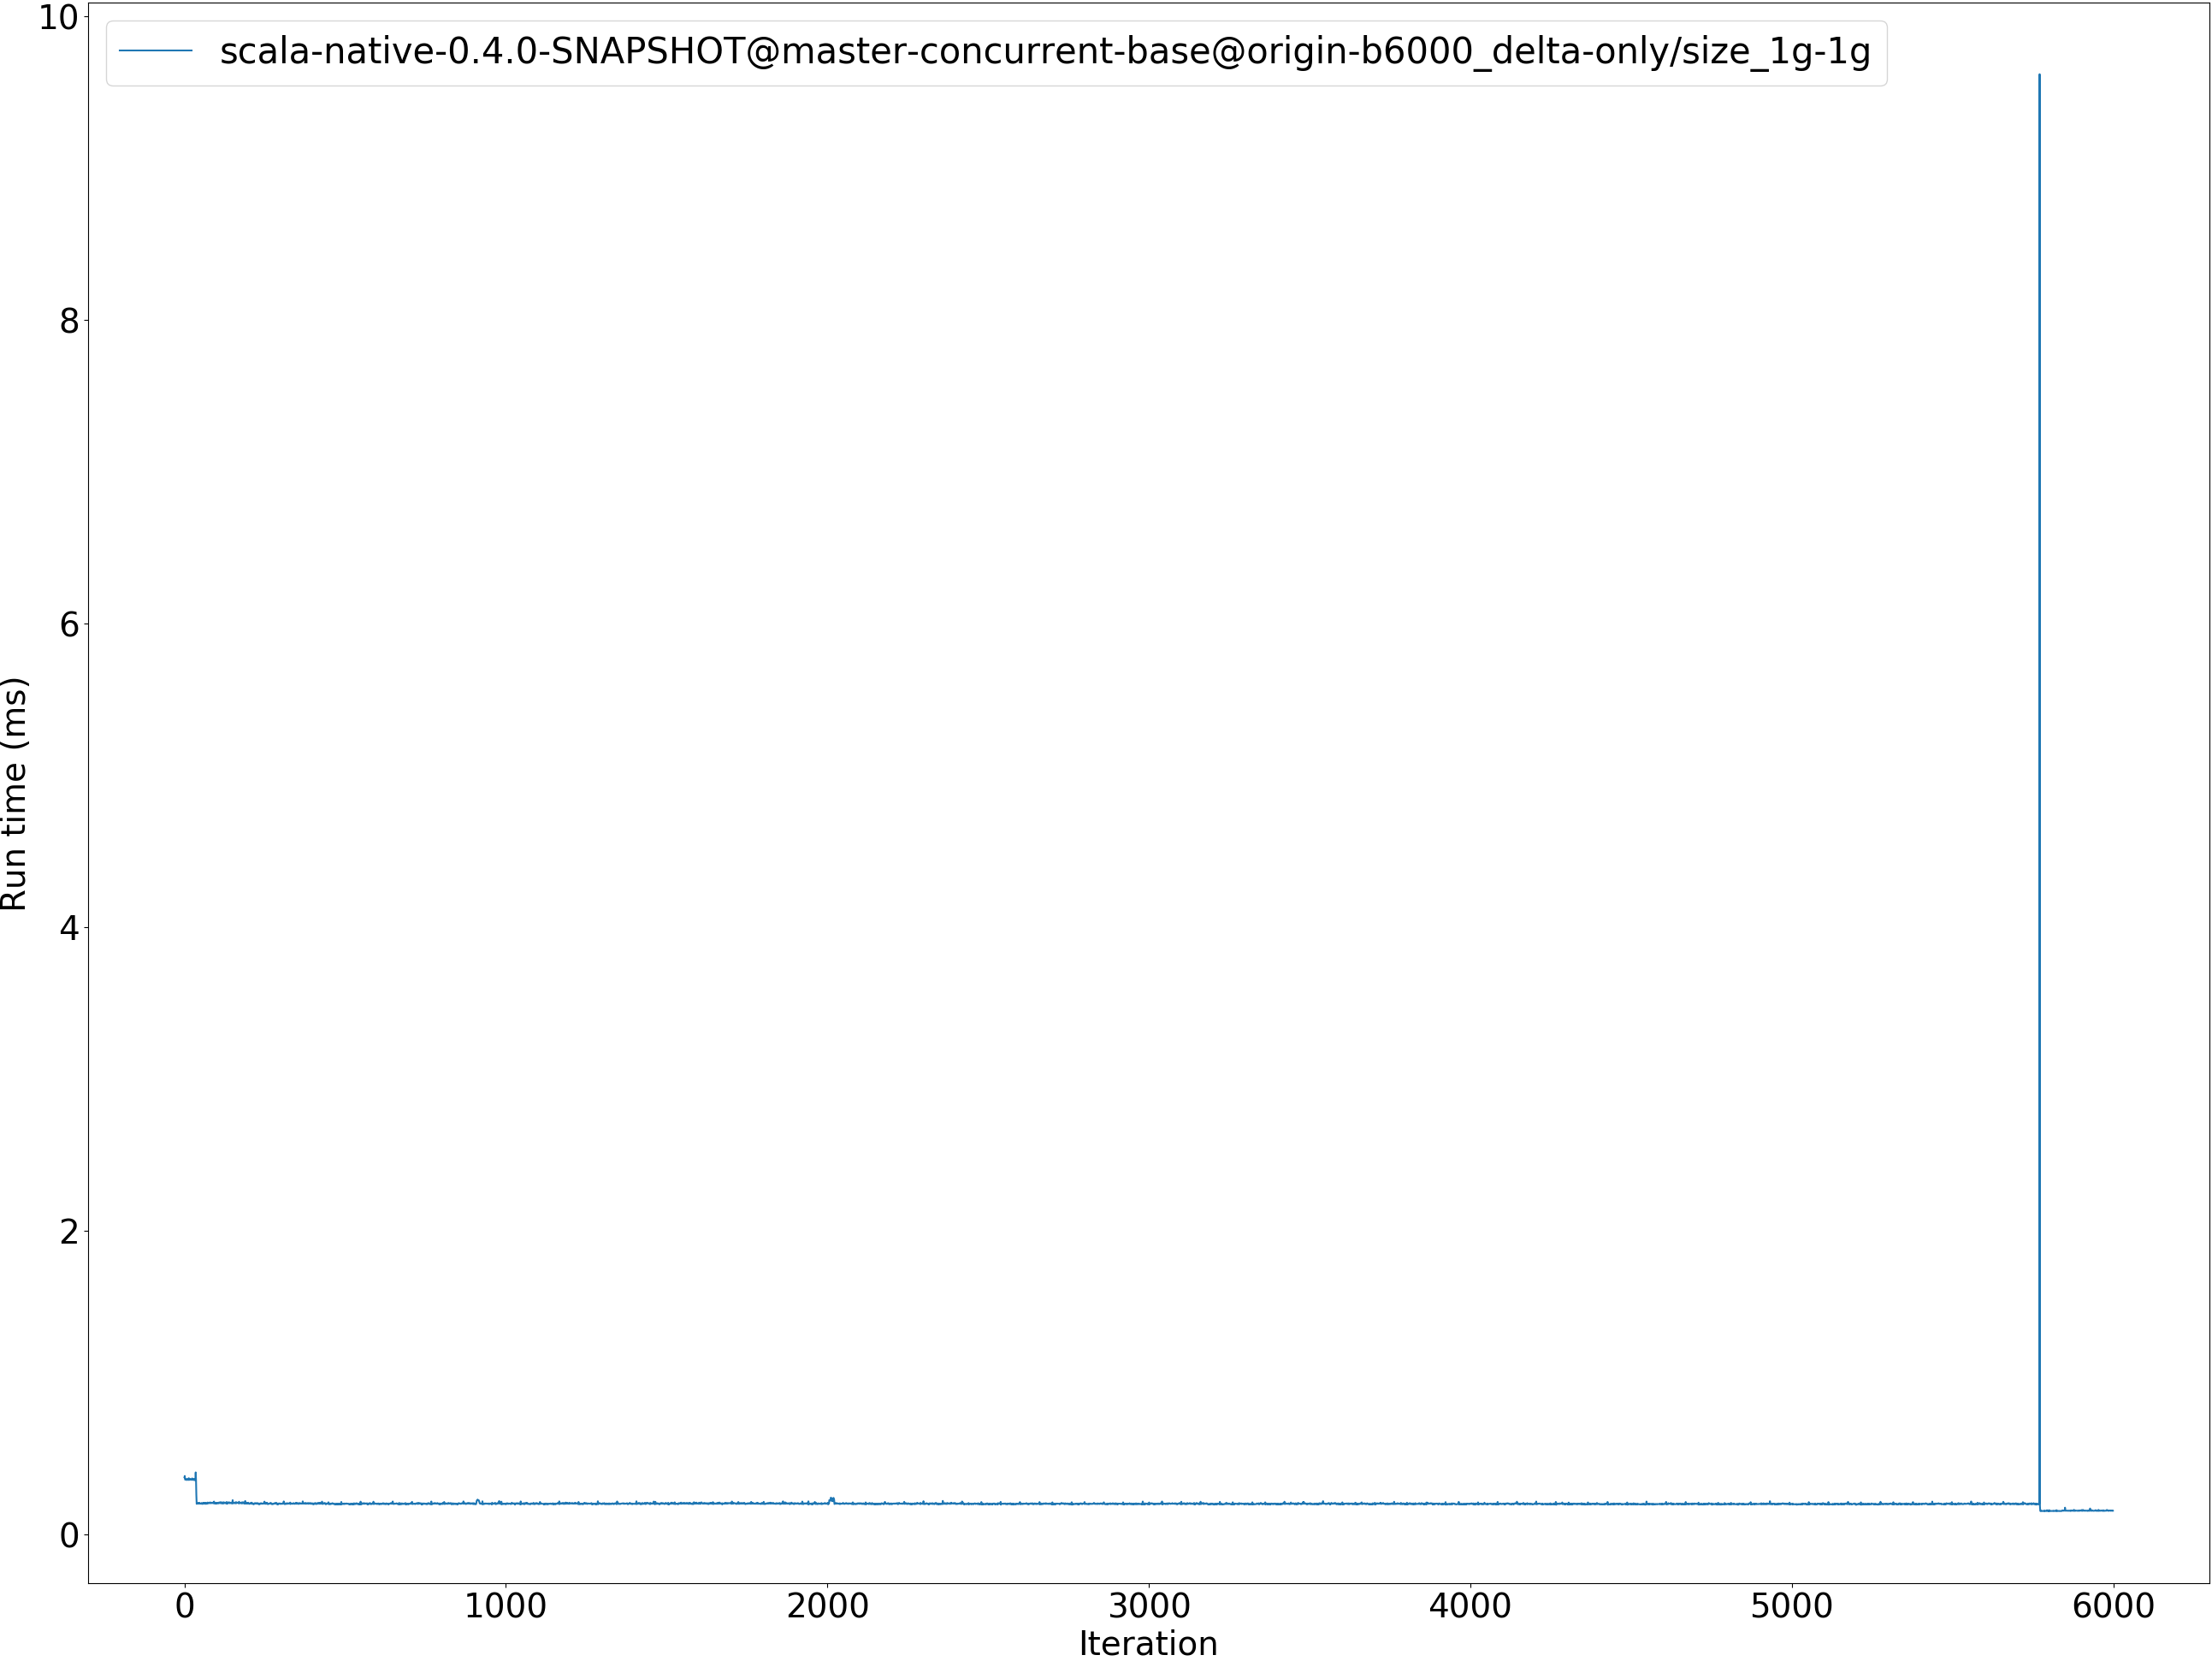 scala-native-0.4.0-SNAPSHOT@master-concurrent-base@origin-b6000_delta-only/size_1g-1g
10
8
6
4
2
0
Run time (ms)
0 1000 2000 3000 4000 5000 6000
Iteration